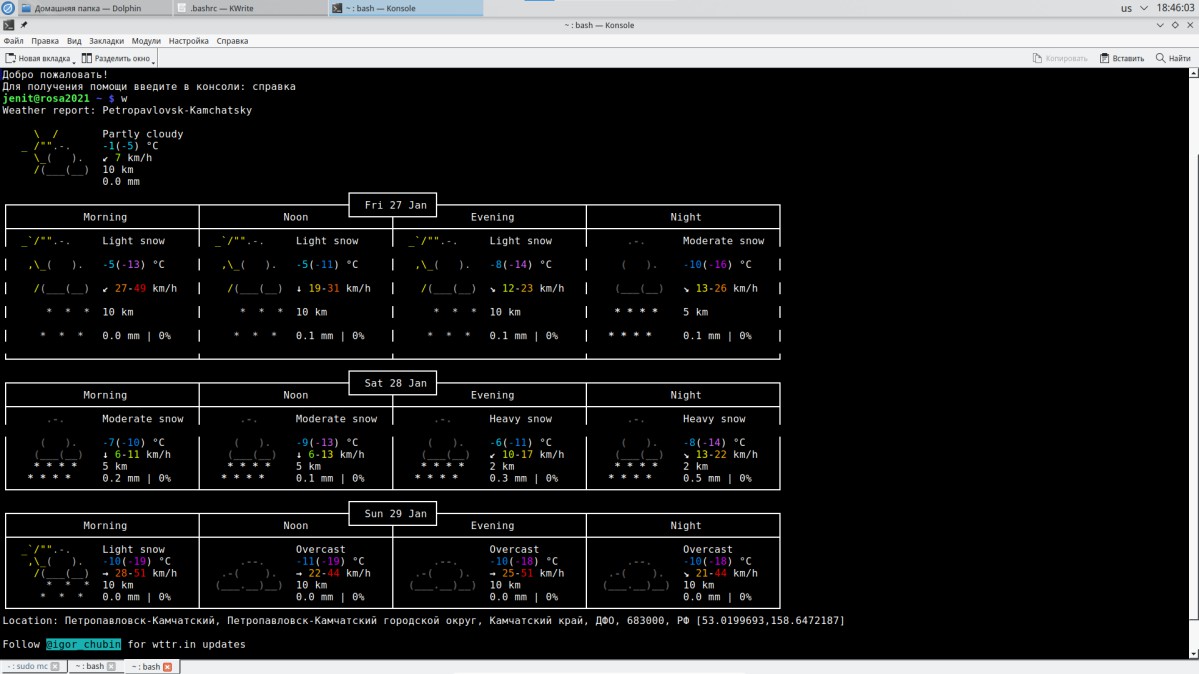 Домашняя папка — Dolphin
.bashrc — KWrite
~ : bash — Konsole
us
18:46:03
~ : bash — Konsole
Файл Правка Вид Закладки Модули Настройка Справка
Новая вкладка Разделить окно Копировать Вставить Найти
Добро пожаловать!
Для получения помощи введите в консоли: справка
jenit@rosa2021 ~ $ w
Weather report: Petropavlovsk-Kamchatsky
Partly cloudy
-1(-5) °C
↙ 7 km/h
10 km
0.0 mm
Fri 27 Jan
Morning Noon Evening Night
Light snow Light snow Light snow Moderate snow
-5(-13) °C -5(-11) °C -8(-14) °C -10(-16) °C
↙ 27-49 km/h ↓ 19-31 km/h ↘ 12-23 km/h ↘ 13-26 km/h
10 km 10 km 10 km 5 km
0.0 mm | 0% 0.1 mm | 0% 0.1 mm | 0% 0.1 mm | 0%
Sat 28 Jan
Morning Noon Evening Night
Moderate snow Moderate snow Heavy snow Heavy snow
-7(-10) °C -9(-13) °C -6(-11) °C -8(-14) °C
↓ 6-11 km/h ↓ 6-13 km/h ↙ 10-17 km/h ↘ 13-22 km/h
5 km 5 km 2 km 2 km
0.2 mm | 0% 0.1 mm | 0% 0.3 mm | 0% 0.5 mm | 0%
Sun 29 Jan
Morning Noon Evening Night
Light snow Overcast Overcast Overcast
-10(-19) °C -11(-19) °C -10(-18) °C -10(-18) °C
→ 28-51 km/h → 22-44 km/h → 25-51 km/h ↘ 21-44 km/h
10 km 10 km 10 km 10 km
0.0 mm | 0% 0.0 mm | 0% 0.0 mm | 0% 0.0 mm | 0%
Location: Петропавловск-Камчатский, Петропавловск-Камчатский городской округ, Камчатский край, ДФО, 683000, РФ [53.0199693,158.6472187]
Follow @igor_chubin for wttr.in updates
- : sudo mc ~ : bash ~ : bash